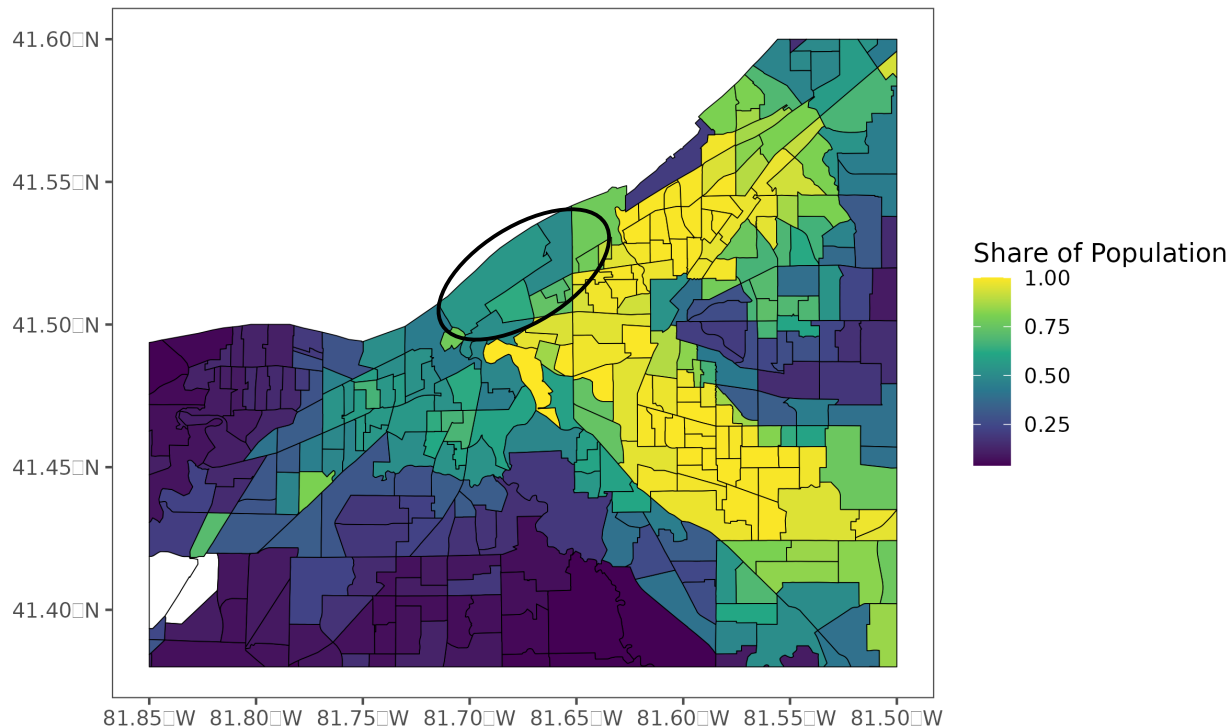 41.60□N
41.55□N
41.50□N
41.45□N
41.40□N
81.85□W 81.80□W 81.75□W 81.70□W 81.65□W 81.60□W 81.55□W 81.50□W
Share of Population
1.00
0.75
0.50
0.25